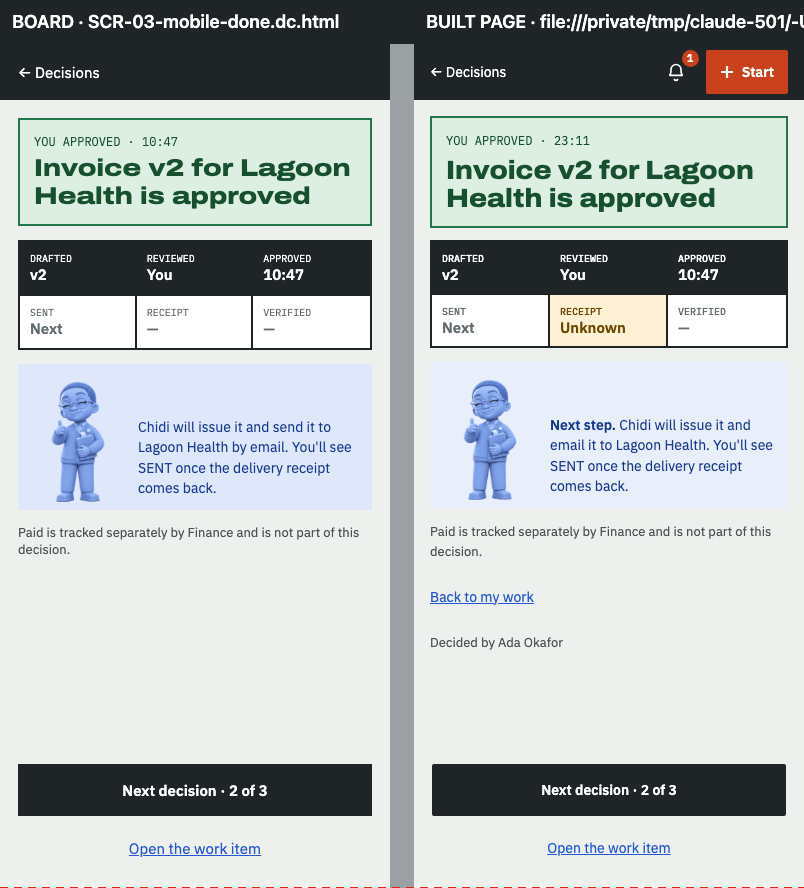 BOARD · SCR-03-mobile-done.dc.html
← Decisions
YOU APPROVED · 10:47
Invoice v2 for Lagoon
Health is approved
DRAFTED REVIEWED APPROVED
v2 You 10:47
SENT RECEIPT VERIFIED
Next — —
Chidi will issue it and send it to
Lagoon Health by email. You'll see
SENT once the delivery receipt
comes back.
Paid is tracked separately by Finance and is not part of this
decision.
Next decision · 2 of 3
Open the work item
BUILT PAGE · file:///private/tmp/claude-501/-U
← Decisions
1
+ Start
YOU APPROVED · 23:11
Invoice v2 for Lagoon
Health is approved
DRAFTED REVIEWED APPROVED
v2 You 10:47
SENT RECEIPT VERIFIED
Next Unknown —
Next step. Chidi will issue it and
email it to Lagoon Health. You'll see
SENT once the delivery receipt
comes back.
Paid is tracked separately by Finance and is not part of this
decision.
Back to my work
Decided by Ada Okafor
Next decision · 2 of 3
Open the work item